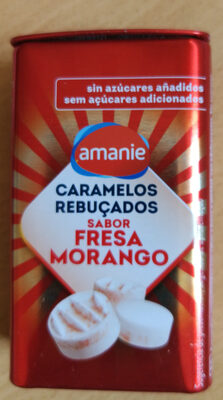 sin azúcares añadidos
sem açúcares adicionados
amanie
CARAMELOS
REBUÇADOS
SABOR
FRESA
MORANGO